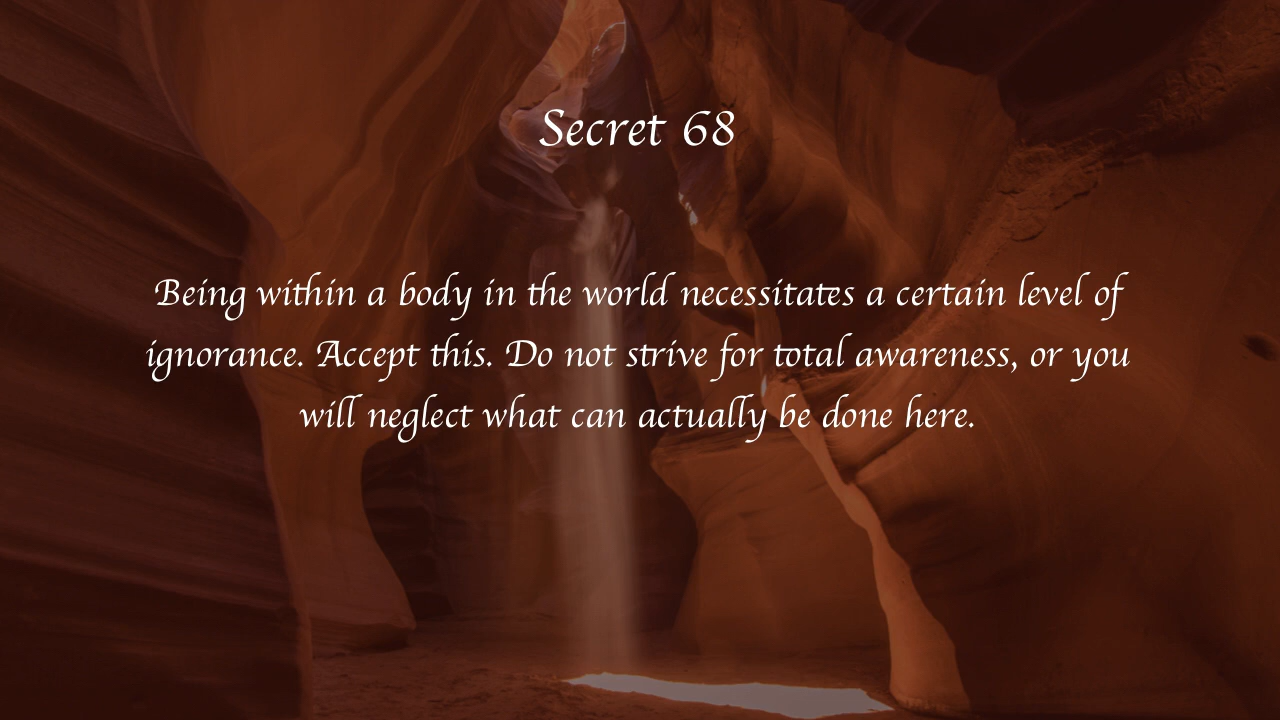 Secret 68
Being within a body in the world necessitates a certain level of
ignorance. Accept this. Do not strive for total awareness, or you
will neglect what can actually be done here.